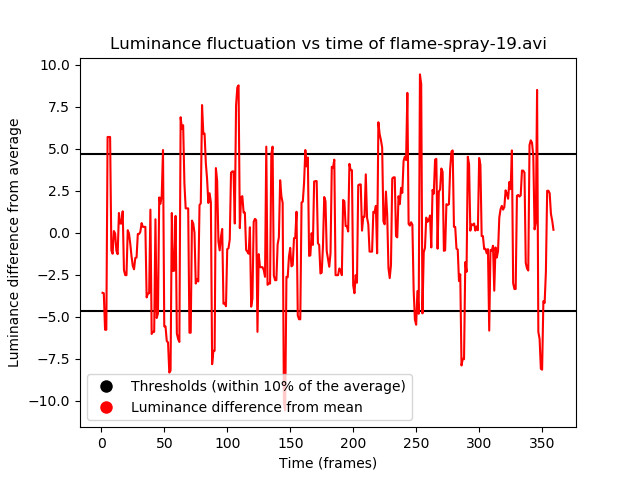 Luminance fluctuation vs time of flame-spray-19.avi
Luminance difference from average
10.0
7.5
5.0
2.5
0.0
−2.5
−5.0
−7.5
−10.0
Thresholds (within 10% of the average)
Luminance difference from mean
0 50 100 150 200 250 300 350
Time (frames)